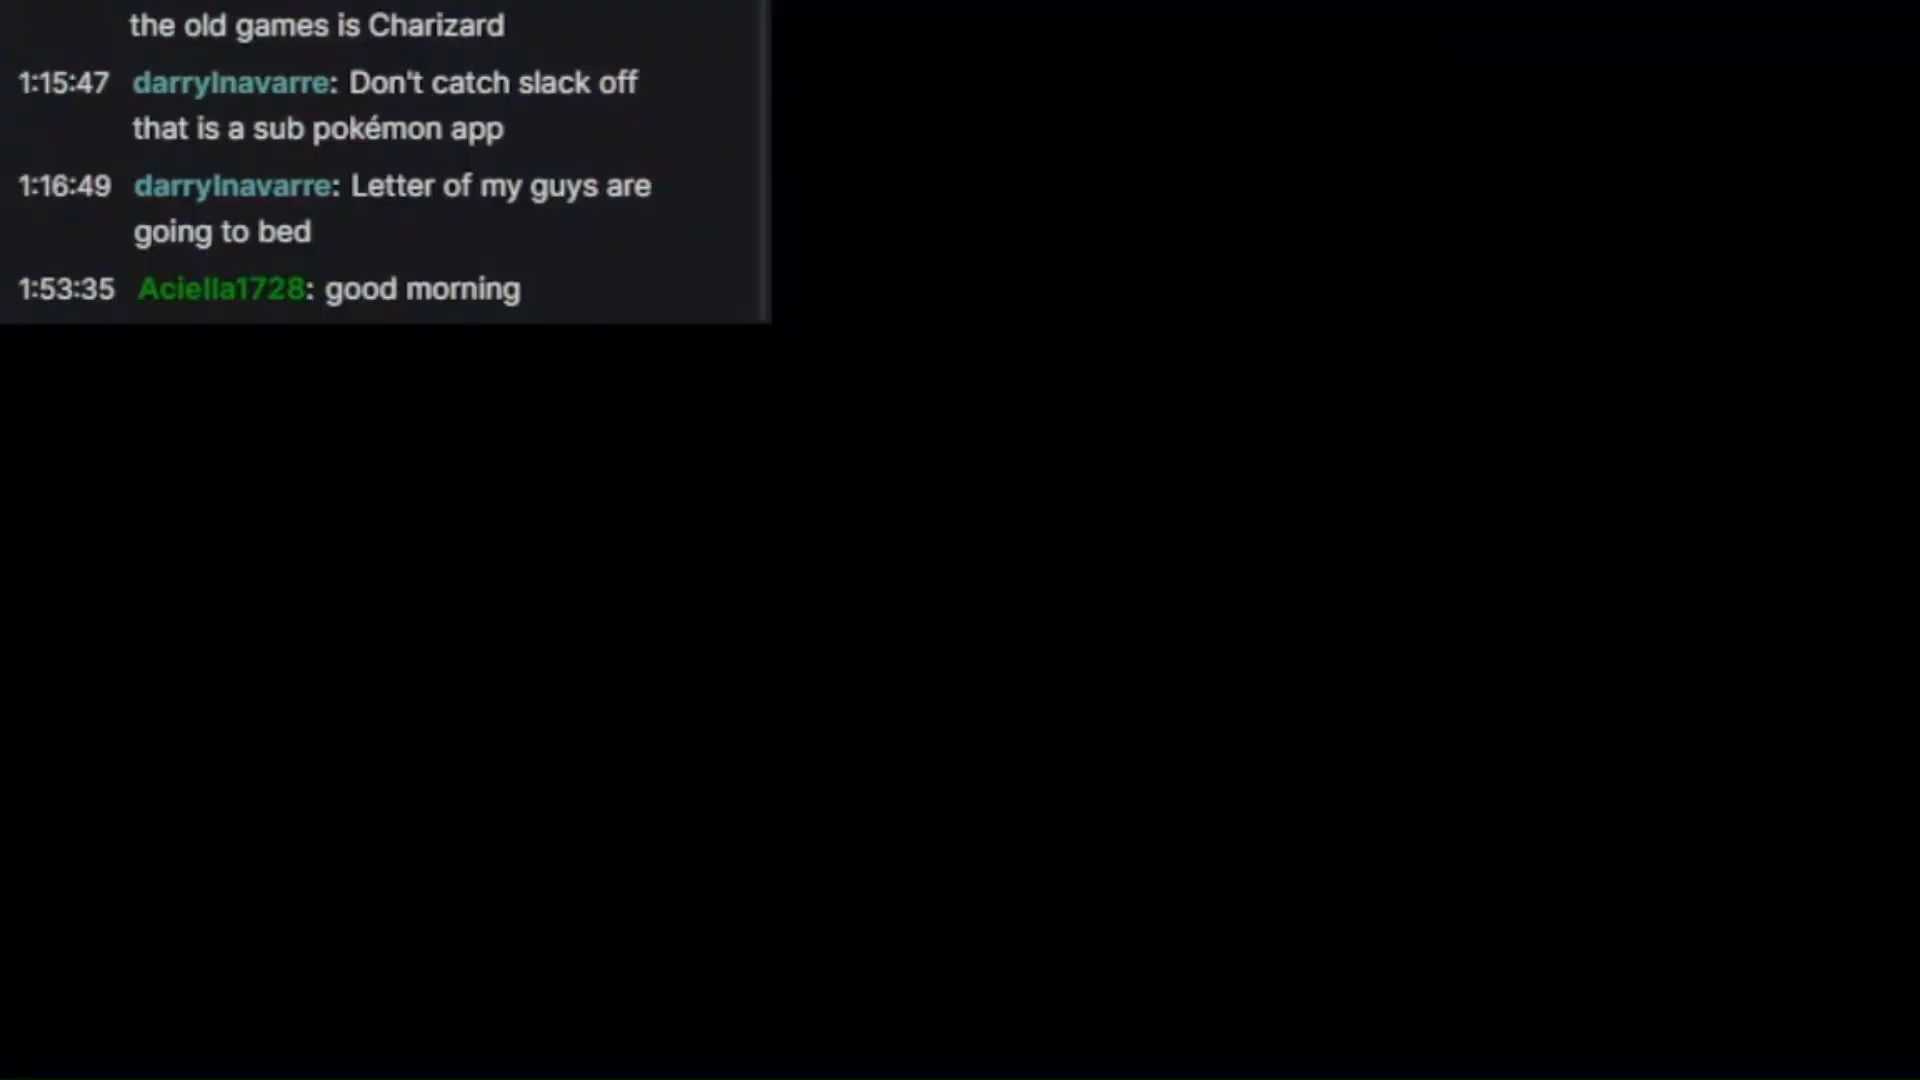 the old games is Charizard
1:15:47 darrylnavarre: Don't catch slack off
that is a sub pokémon app
1:16:49 darrylnavarre: Letter of my guys are
going to bed
1:53:35 Aciella1728: good morning